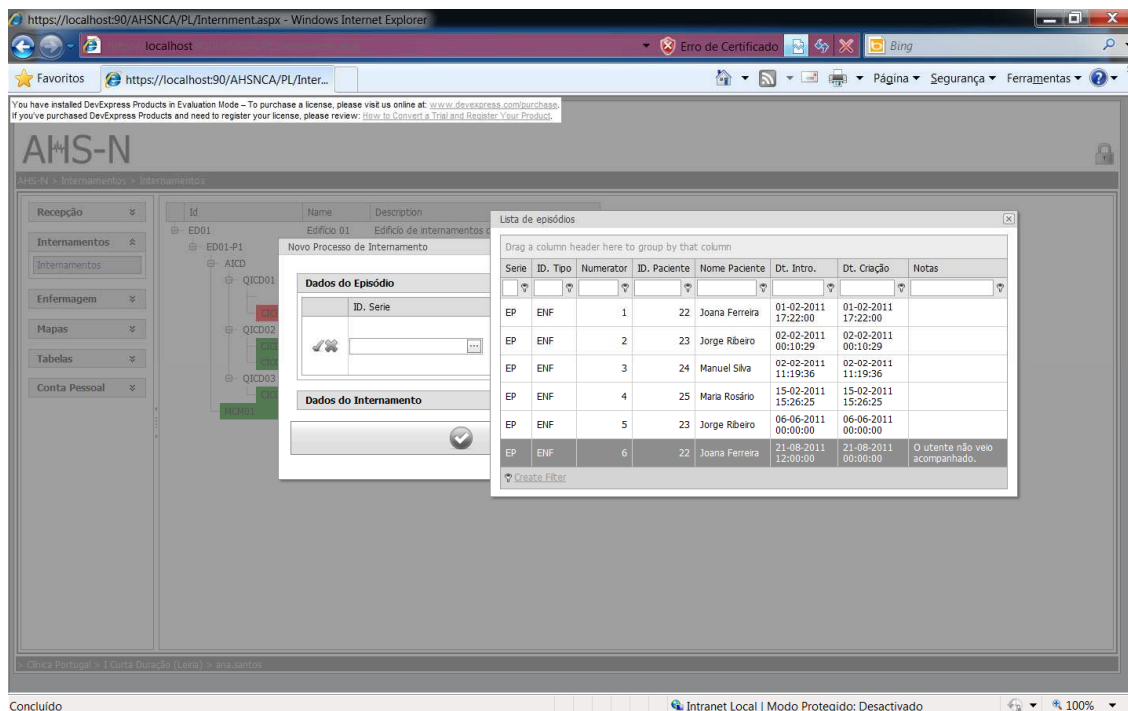 https://localhost:90/AHSNCA/PL/Internment.aspx - Windows Internet Explorer
localhost
Erro de Certificado
Bing
Favoritos
https://localhost:90/AHSNCA/PL/Inter...
Página
Segurança
Ferramentas
You have installed DevExpress Products in Evaluation Mode – To purchase a license, please visit us online at: www.devexpress.com/purchase.
If you've purchased DevExpress Products and need to register your license, please review: How to Convert a Trial and Register Your Product.
AHS-N
AHS-N > Internamentos > Internamentos
Recepção
Internamentos
Internamentos
Enfermagem
Mapas
Tabelas
Conta Pessoal
Id Name Description
ED01 Edifício 01 Edifício de internamentos
ED01-P1
AICD
QICD01
QICD02
QICD03
MCM01
Novo Processo de Internamento
Dados do Episódio
ID. Serie
Dados do Internamento
Lista de episódios
Drag a column header here to group by that column
Serie ID. Tipo Numerator ID. Paciente Nome Paciente Dt. Intro. Dt. Criação Notas
EP ENF 1 22 Joana Ferreira 01-02-2011 17:22:00 01-02-2011 17:22:00
EP ENF 2 23 Jorge Ribeiro 02-02-2011 00:10:29 02-02-2011 00:10:29
EP ENF 3 24 Manuel Silva 02-02-2011 11:19:36 02-02-2011 11:19:36
EP ENF 4 25 Maria Rosário 15-02-2011 15:26:25 15-02-2011 15:26:25
EP ENF 5 23 Jorge Ribeiro 06-06-2011 00:00:00 06-06-2011 00:00:00
EP ENF 6 22 Joana Ferreira 21-08-2011 12:00:00 21-08-2011 00:00:00 O utente não veio acompanhado.
Create Filter
> Clínica Portugal > I Curta Duração (Leiria) > ana.santos
Concluído
Intranet Local | Modo Protegido: Desactivado
100%